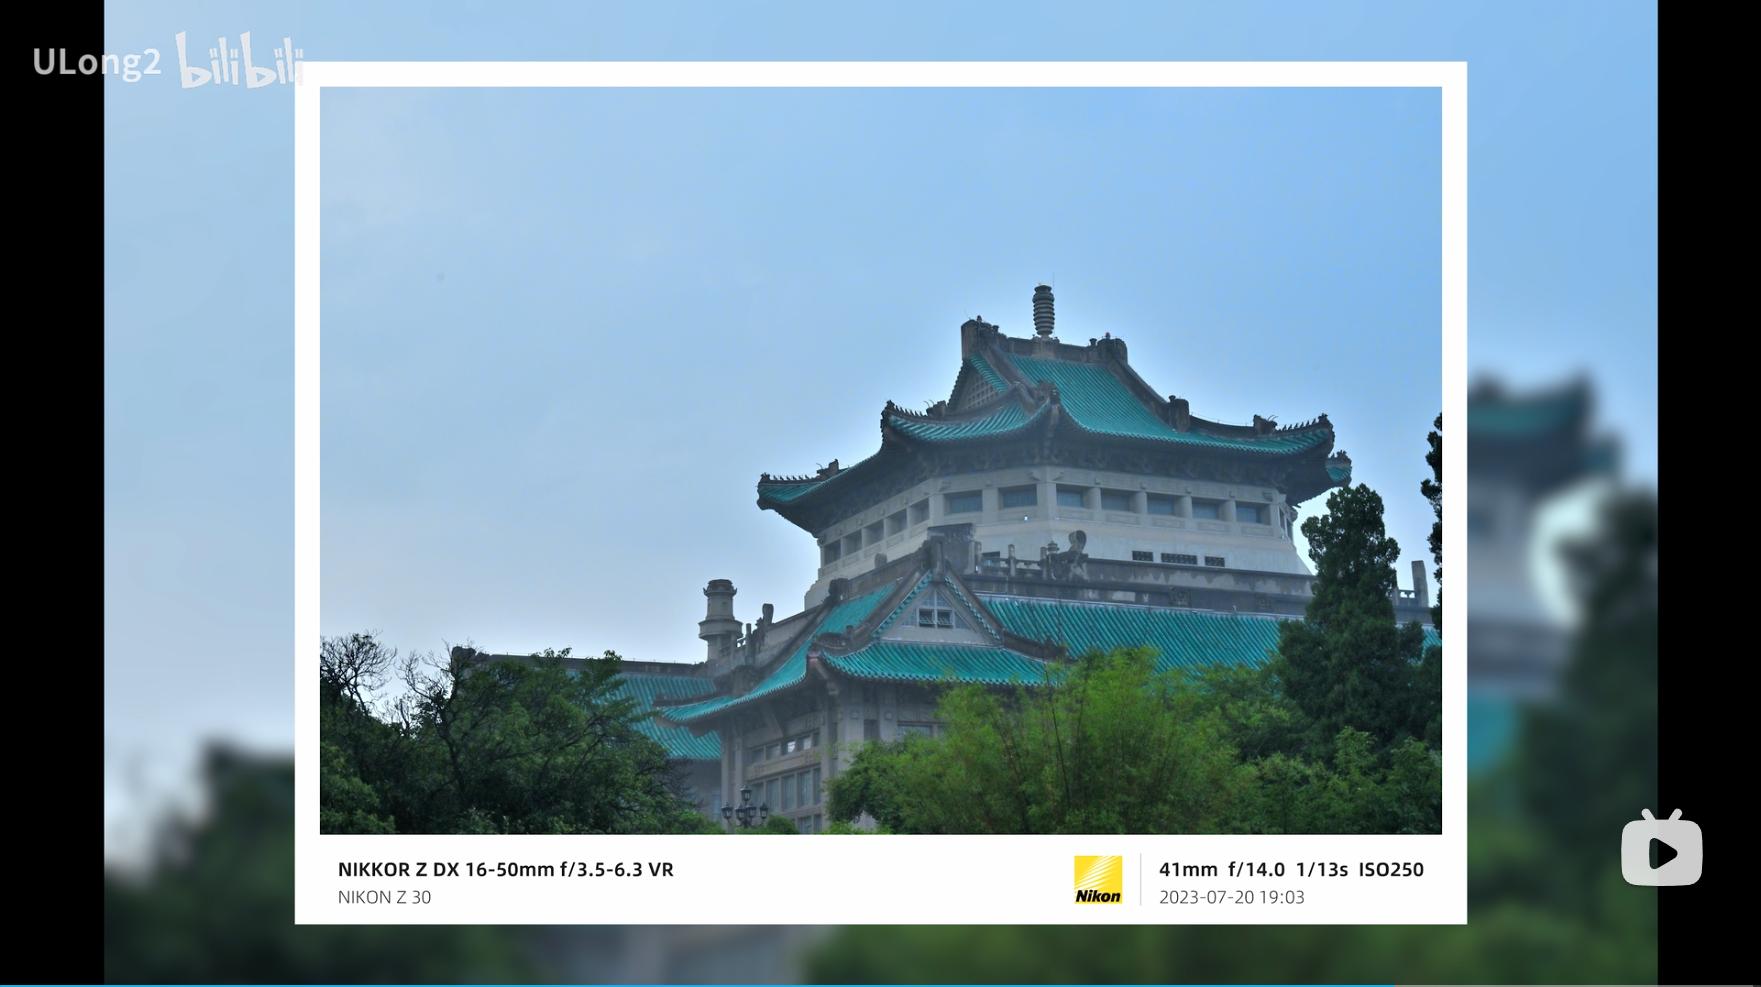 ULong2 bilibili
NIKKOR Z DX 16-50mm f/3.5-6.3 VR
NIKON Z 30
Nikon
41mm f/14.0 1/13s ISO250
2023-07-20 19:03